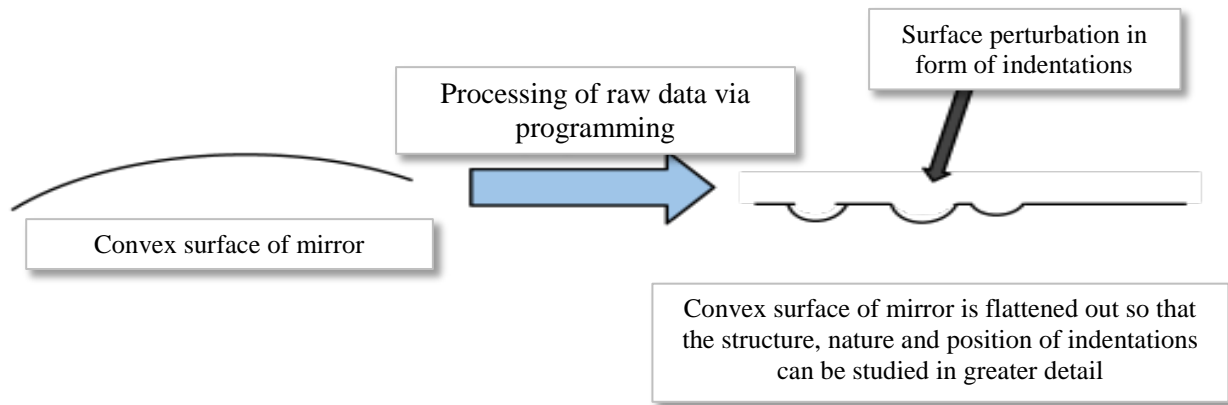 Surface perturbation in
form of indentations
Processing of raw data via
programming
Convex surface of mirror
Convex surface of mirror is flattened out so that
the structure, nature and position of indentations
can be studied in greater detail